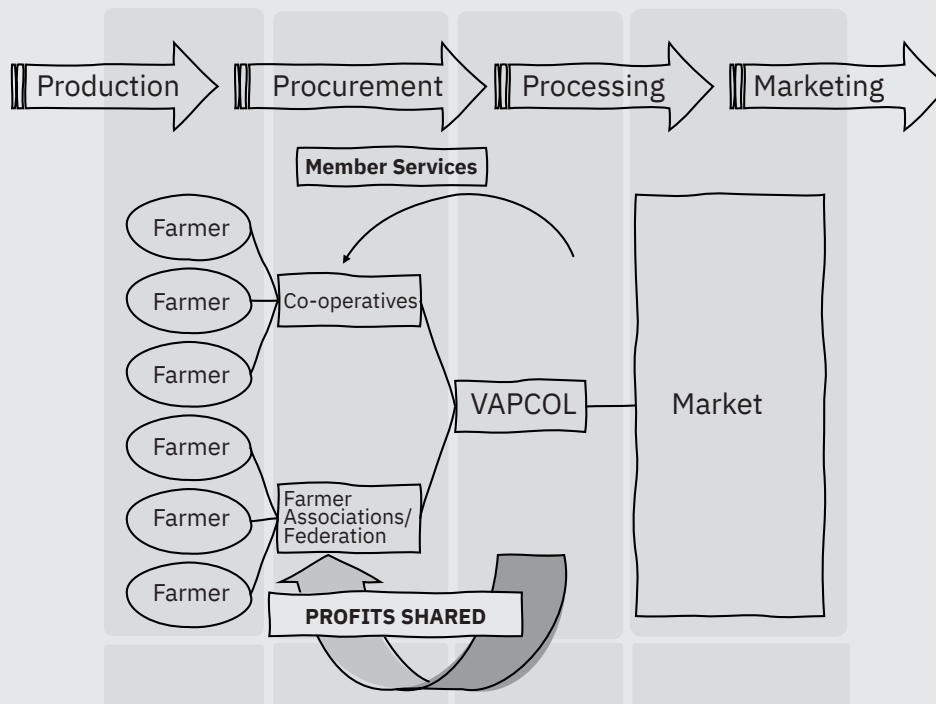 Production
Procurement
Processing
Marketing
Member Services
Farmer
Farmer
Farmer
Farmer
Farmer
Farmer
Co-operatives
Farmer
Associations/
Federation
VAPCOL
Market
PROFITS SHARED